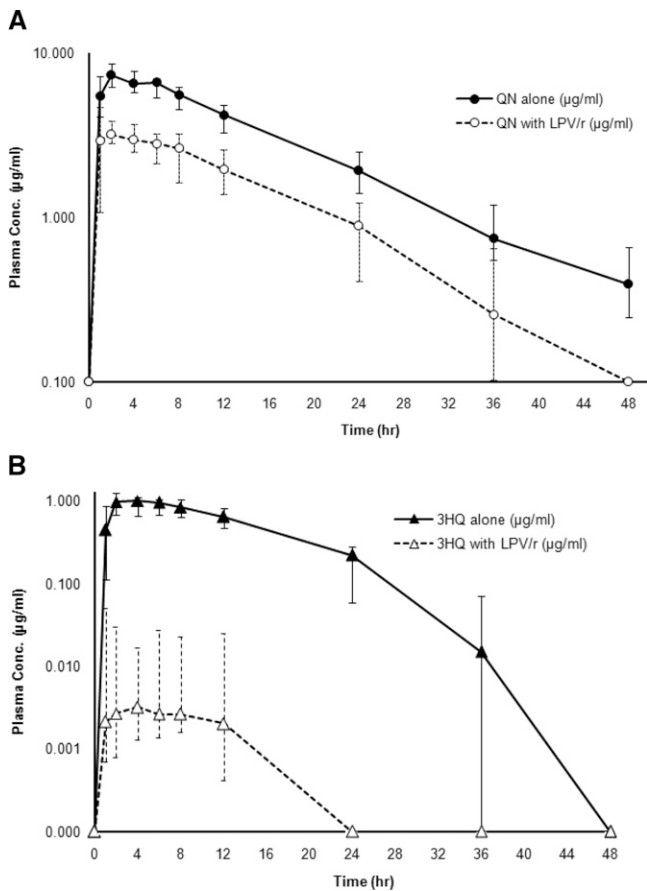 A
10.000
1.000
0.100
Plasma Conc. (µg/ml)
QN alone (µg/ml)
QN with LPV/r (µg/ml)
0 4 8 12 16 20 24 28 32 36 40 44 48
Time (hr)
B
1.000
0.100
0.010
0.001
0.000
Plasma Conc. (µg/ml)
3HQ alone (µg/ml)
3HQ with LPV/r (µg/ml)
0 4 8 12 16 20 24 28 32 36 40 44 48
Time (hr)